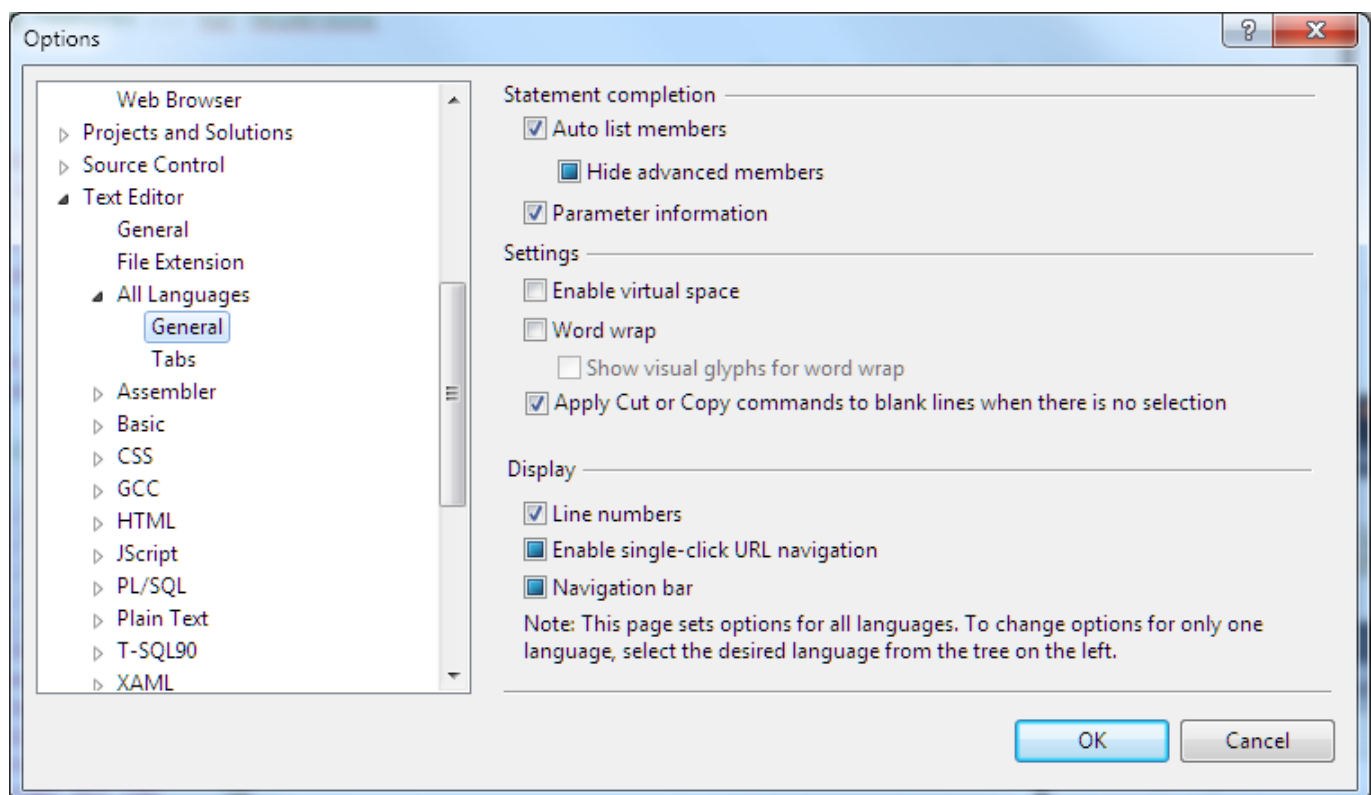 Options
Web Browser
Projects and Solutions
Source Control
Text Editor
General
File Extension
All Languages
General
Tabs
Assembler
Basic
CSS
GCC
HTML
JScript
PL/SQL
Plain Text
T-SQL90
XAML
Statement completion
Auto list members
Hide advanced members
Parameter information
Settings
Enable virtual space
Word wrap
Show visual glyphs for word wrap
Apply Cut or Copy commands to blank lines when there is no selection
Display
Line numbers
Enable single-click URL navigation
Navigation bar
Note: This page sets options for all languages. To change options for only one
language, select the desired language from the tree on the left.
OK
Cancel